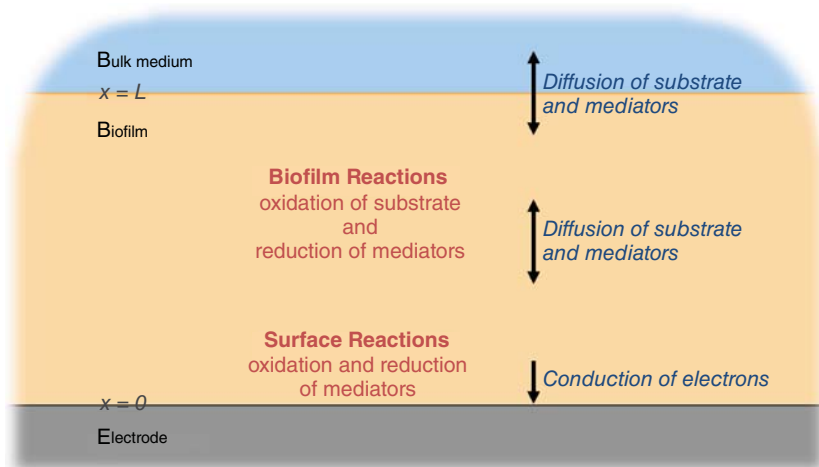 Bulk medium
x = L
Diffusion of substrate
and mediators
Biofilm
Biofilm Reactions
oxidation of substrate
and
reduction of mediators
Diffusion of substrate
and mediators
Surface Reactions
oxidation and reduction
of mediators
Conduction of electrons
x = 0
Electrode